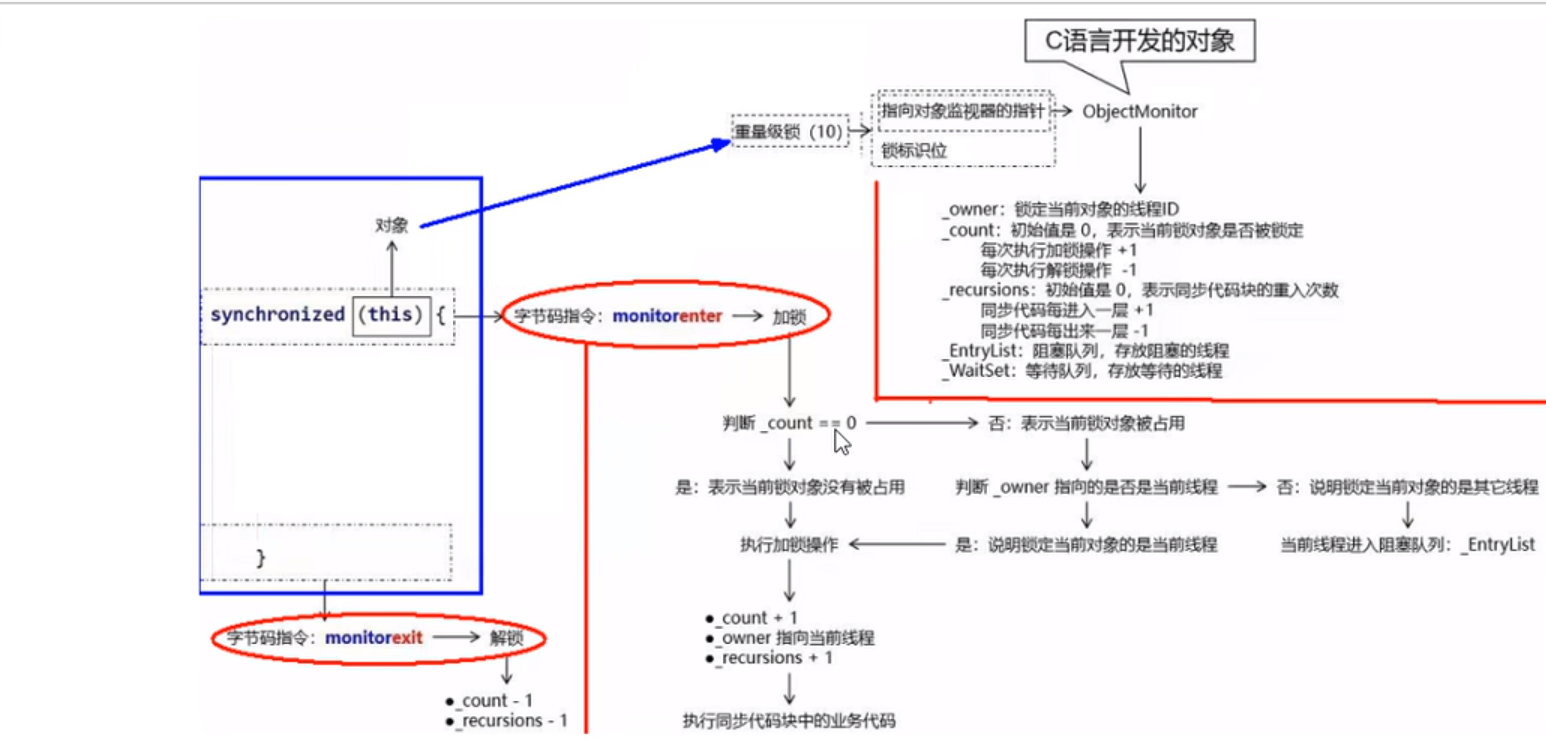 C语言开发的对象
重量级锁（10）
指向对象监视器的指针
ObjectMonitor
锁标识位
_owner：锁定当前对象的线程ID
_count：初始值是 0，表示当前锁对象是否被锁定
每次执行加锁操作 +1
每次执行解锁操作 -1
_recursions：初始值是 0，表示同步代码块的重入次数
同步代码每进入一层 +1
同步代码每出来一层 -1
_EntryList：阻塞队列，存放阻塞的线程
_WaitSet：等待队列，存放等待的线程
对象
synchronized (this) {
}
字节码指令：monitorenter
加锁
判断 _count == 0
否：表示当前锁对象被占用
是：表示当前锁对象没有被占用
判断 _owner 指向的是否是当前线程
否：说明锁定当前对象的是其它线程
执行加锁操作
是：说明锁定当前对象的是当前线程
当前线程进入阻塞队列：_EntryList
●_count + 1
●_owner 指向当前线程
●_recursions + 1
执行同步代码块中的业务代码
字节码指令：monitorexit
解锁
●_count - 1
●_recursions - 1